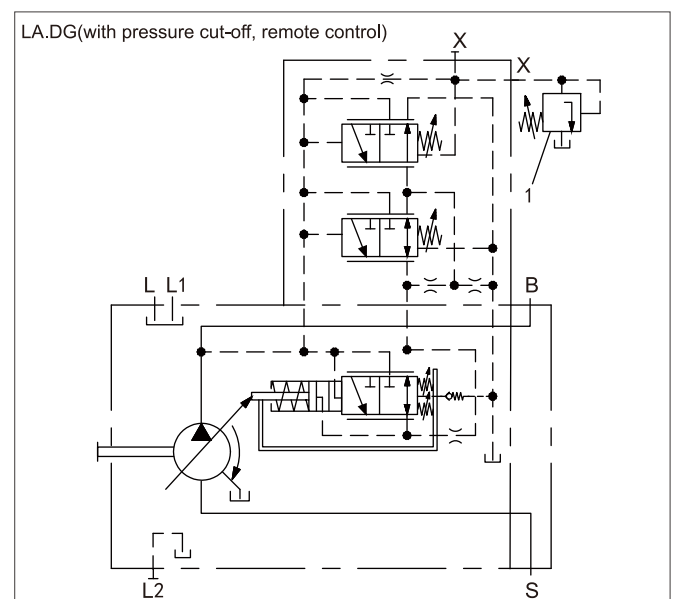 LA.DG(with pressure cut-off, remote control)
X
X
1
L L1
B
L2
S